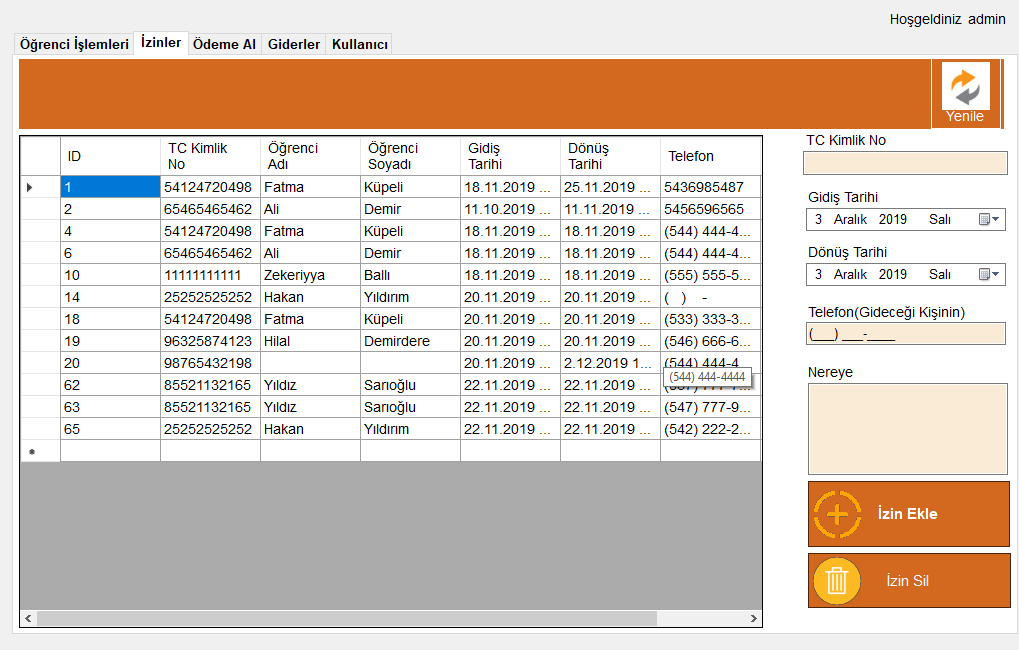 Hoşgeldiniz admin
Öğrenci İşlemleri İzinler Ödeme Al Giderler Kullanıcı
Yenile
ID TC Kimlik No Öğrenci Adı Öğrenci Soyadı Gidiş Tarihi Dönüş Tarihi Telefon
1 54124720498 Fatma Küpeli 18.11.2019 ... 25.11.2019 ... 5436985487
2 65465465462 Ali Demir 11.10.2019 ... 11.11.2019 ... 5456596565
4 54124720498 Fatma Küpeli 18.11.2019 ... 18.11.2019 ... (544) 444-4...
6 65465465462 Ali Demir 18.11.2019 ... 18.11.2019 ... (544) 444-4...
10 11111111111 Zekeriyya Ballı 18.11.2019 ... 18.11.2019 ... (555) 555-5...
14 25252525252 Hakan Yıldırım 20.11.2019 ... 20.11.2019 ... ( ) -
18 54124720498 Fatma Küpeli 20.11.2019 ... 20.11.2019 ... (533) 333-3...
19 96325874123 Hilal Demirdere 20.11.2019 ... 20.11.2019 ... (546) 666-6...
20 98765432198 20.11.2019 ... 2.12.2019 1... (544) 444-4...
(544) 444-4444
62 85521132165 Yıldız Sarıoğlu 22.11.2019 ... 22.11.2019 ...
63 85521132165 Yıldız Sarıoğlu 22.11.2019 ... 22.11.2019 ... (547) 777-9...
65 25252525252 Hakan Yıldırım 22.11.2019 ... 22.11.2019 ... (542) 222-2...
TC Kimlik No
Gidiş Tarihi
3 Aralık 2019 Salı
Dönüş Tarihi
3 Aralık 2019 Salı
Telefon(Gideceği Kişinin)
(___) ___-____
Nereye
İzin Ekle
İzin Sil